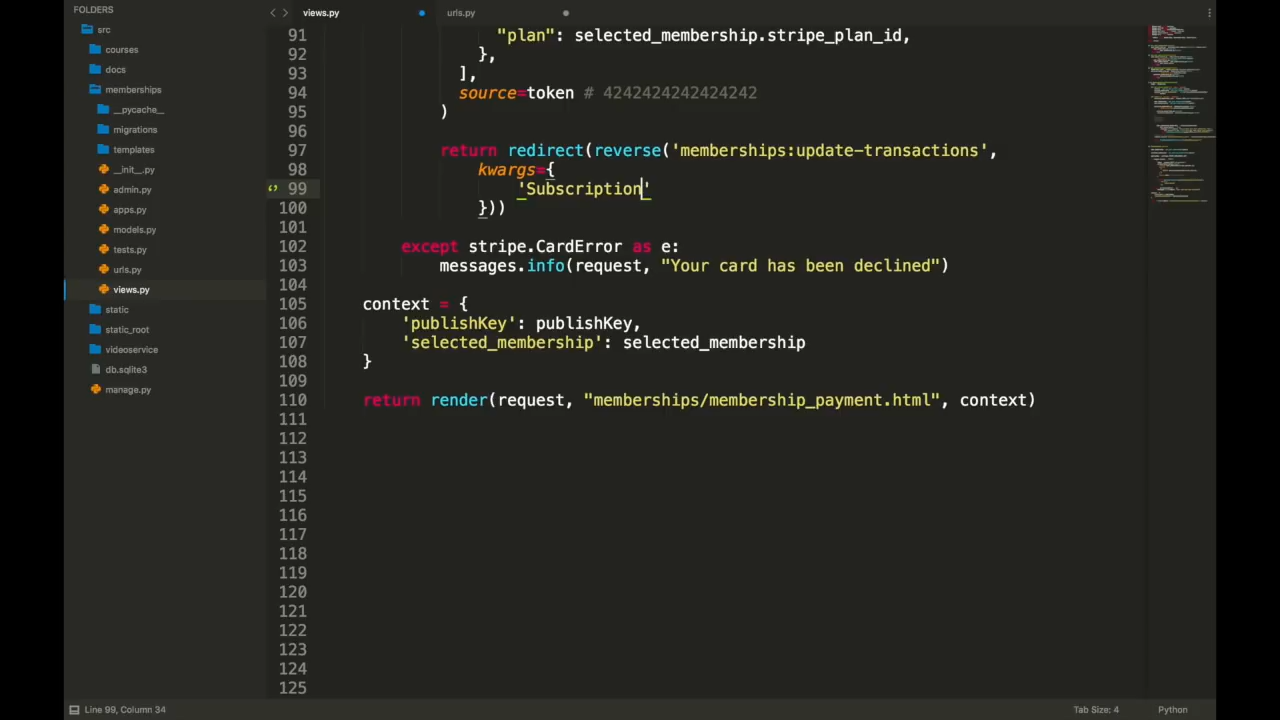 FOLDERS
src
courses
docs
memberships
__pycache__
migrations
templates
__init__.py
admin.py
apps.py
models.py
tests.py
urls.py
views.py
static
static_root
videoservice
db.sqlite3
manage.py
views.py
urls.py
91 "plan": selected_membership.stripe_plan_id,
92 },
93 ],
94 source=token # 4242424242424242
95 )
96
97 return redirect(reverse('memberships:update-transactions',
98 kwargs={
99 'Subscription'
100 }))
101
102 except stripe.CardError as e:
103 messages.info(request, "Your card has been declined")
104
105 context = {
106 'publishKey': publishKey,
107 'selected_membership': selected_membership
108 }
109
110 return render(request, "memberships/membership_payment.html", context)
111
112
113
114
115
116
117
118
119
120
121
122
123
124
125
Line 99, Column 34
Tab Size: 4
Python